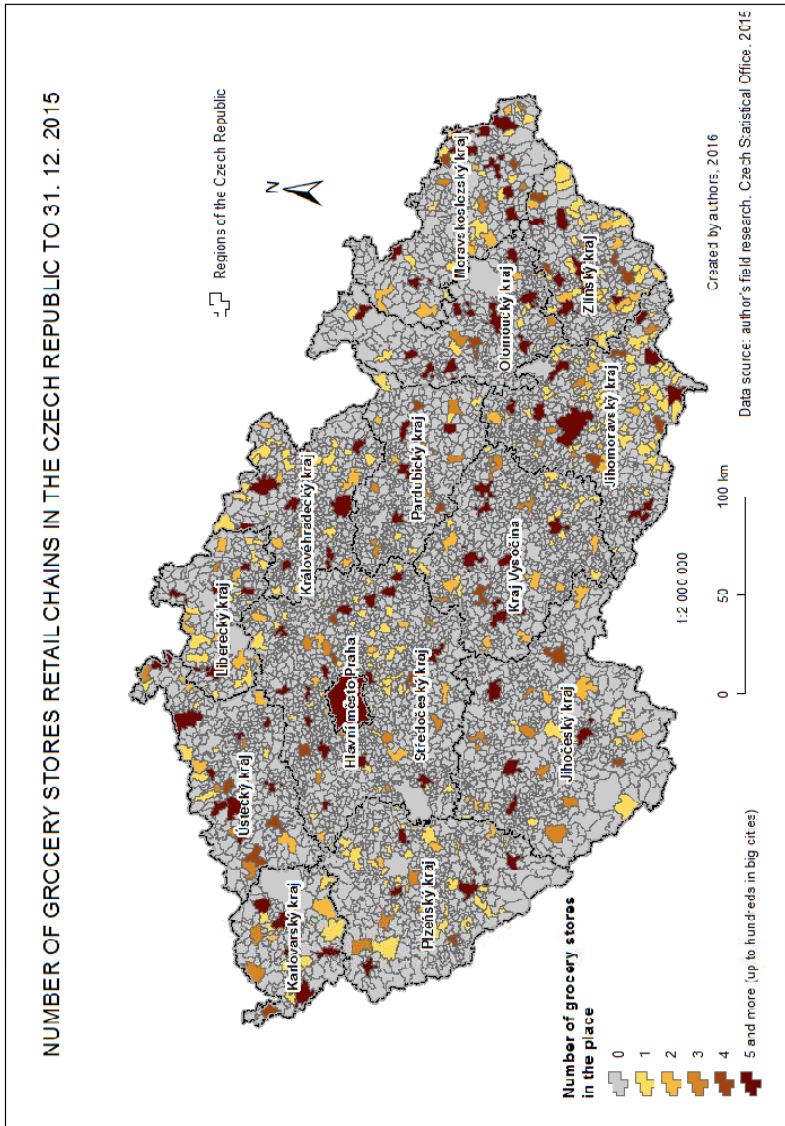 NUMBER OF GROCERY STORES RETAIL CHAINS IN THE CZECH REPUBLIC TO 31. 12. 2015
Regions of the Czech Republic
N
Liberecký kraj
Ústecký kraj
Královéhradecký kraj
Karlovarský kraj
Hlavní město Praha
Pardubický kraj
Moravskoslezský kraj
Středočeský kraj
Olomoucký kraj
Plzeňský kraj
Kraj Vysočina
Zlínský kraj
Jihočeský kraj
Jihomoravský kraj
Number of grocery stores
in the place
0
1
2
3
4
5 and more (up to hundreds in big cities)
1:2 000 000
0 50 100 km
Created by authors, 2016
Data source: author's field research, Czech Statistical Office, 2015